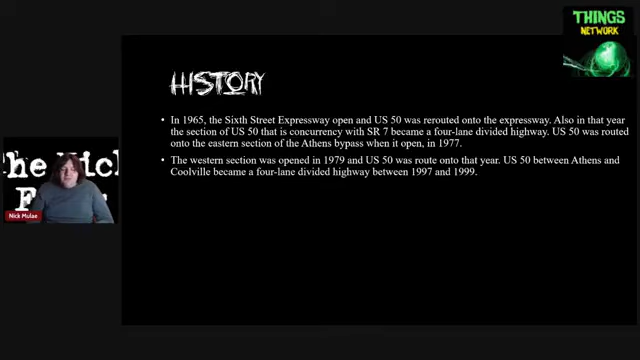 THINGS
NETWORK
HISTORY
• In 1965, the Sixth Street Expressway open and US 50 was rerouted onto the expressway. Also in that year
the section of US 50 that is concurrency with SR 7 became a four-lane divided highway. US 50 was routed
onto the eastern section of the Athens bypass when it open, in 1977.
• The western section was opened in 1979 and US 50 was route onto that year. US 50 between Athens and
Coolville became a four-lane divided highway between 1997 and 1999.
The Nick
Nick Mulae